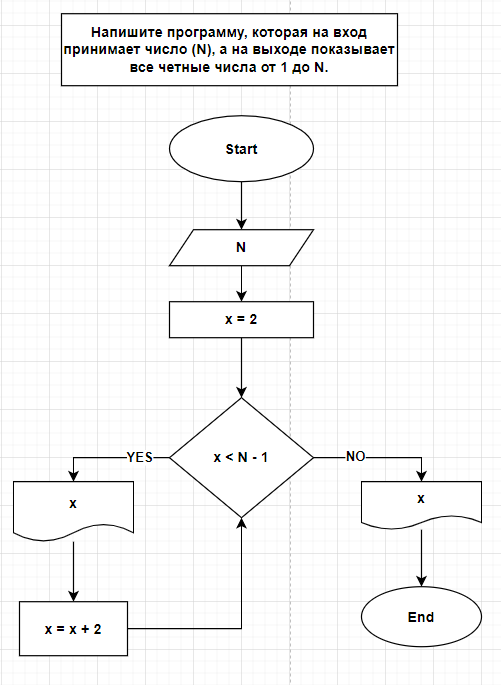 Напишите программу, которая на вход
принимает число (N), а на выходе показывает
все четные числа от 1 до N.
Start
N
x = 2
x < N - 1
YES
NO
x
x
x = x + 2
End